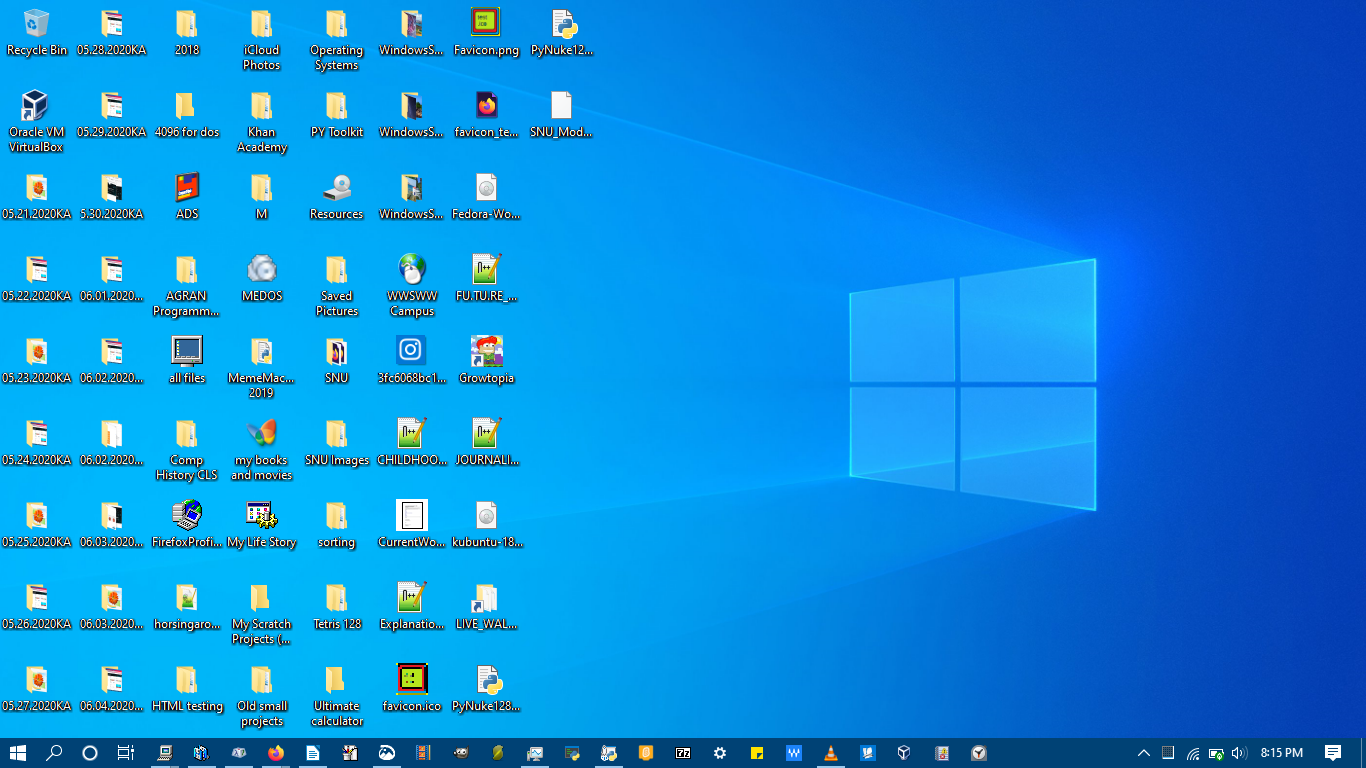 Recycle Bin
05.28.2020KA
2018
iCloud
Photos
Operating
Systems
WindowsS...
Favicon.png
PyNuke12...
Oracle VM
VirtualBox
05.29.2020KA
4096 for dos
Khan
Academy
PY Toolkit
WindowsS...
favicon_te...
SNU_Mod...
05.21.2020KA
5.30.2020KA
ADS
M
Resources
WindowsS...
Fedora-Wo...
05.22.2020KA
06.01.2020...
AGRAN
Programm...
MEDOS
Saved
Pictures
WWSWW
Campus
FU.TU.RE_...
05.23.2020KA
06.02.2020...
all files
MemeMac...
2019
SNU
3fc6068bc1...
Growtopia
05.24.2020KA
06.02.2020...
Comp
History CLS
my books
and movies
SNU Images
CHILDHOO...
JOURNALI...
05.25.2020KA
06.03.2020...
FirefoxProfi...
My Life Story
sorting
CurrentWo...
kubuntu-18...
05.26.2020KA
06.03.2020...
horsingaro...
My Scratch
Projects (...
Tetris 128
Explanatio...
LIVE_WAL...
05.27.2020KA
06.04.2020...
HTML testing
Old small
projects
Ultimate
calculator
favicon.ico
PyNuke128...
8:15 PM